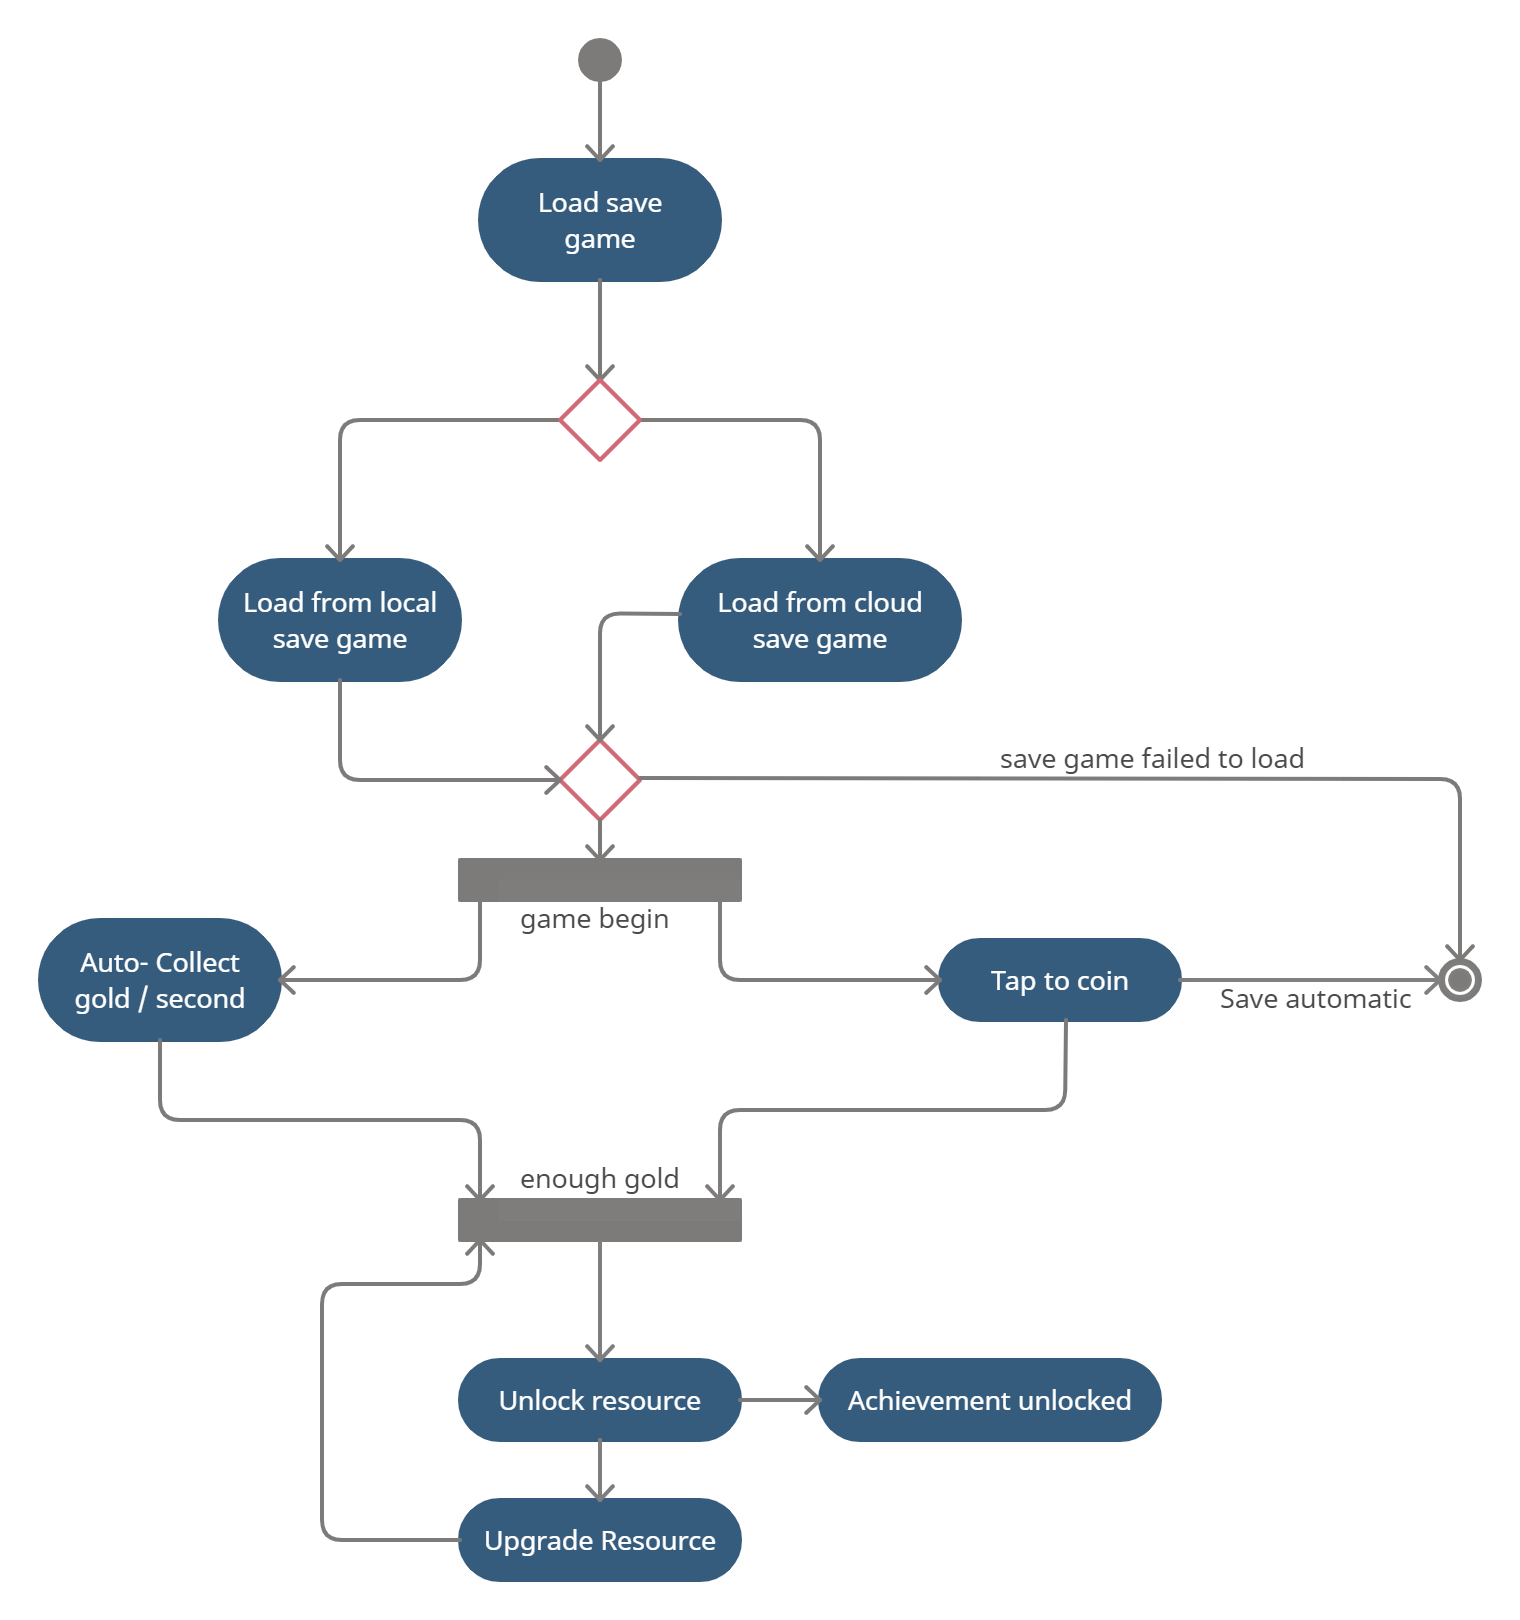 Load save
game
Load from local
save game
Load from cloud
save game
save game failed to load
game begin
Auto- Collect
gold / second
Tap to coin
Save automatic
enough gold
Unlock resource
Achievement unlocked
Upgrade Resource